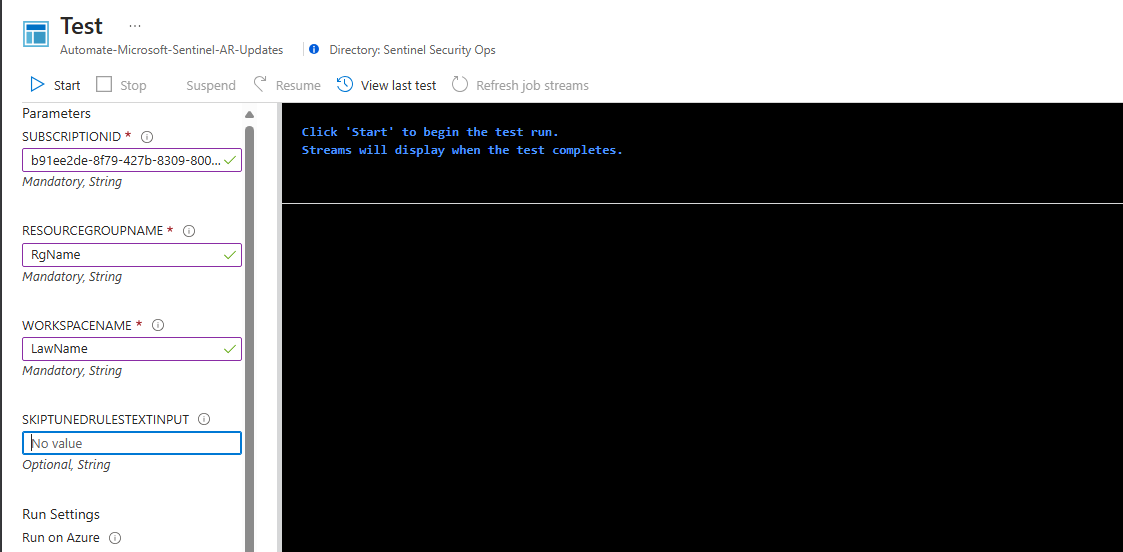 Test ...
Automate-Microsoft-Sentinel-AR-Updates Directory: Sentinel Security Ops
Start Stop Suspend Resume View last test Refresh job streams
Parameters
SUBSCRIPTIONID *
b91ee2de-8f79-427b-8309-800...
Mandatory, String
RESOURCEGROUPNAME *
RgName
Mandatory, String
WORKSPACENAME *
LawName
Mandatory, String
SKIPTUNEDRULESTEXTINPUT
No value
Optional, String
Run Settings
Run on Azure
Click 'Start' to begin the test run.
Streams will display when the test completes.